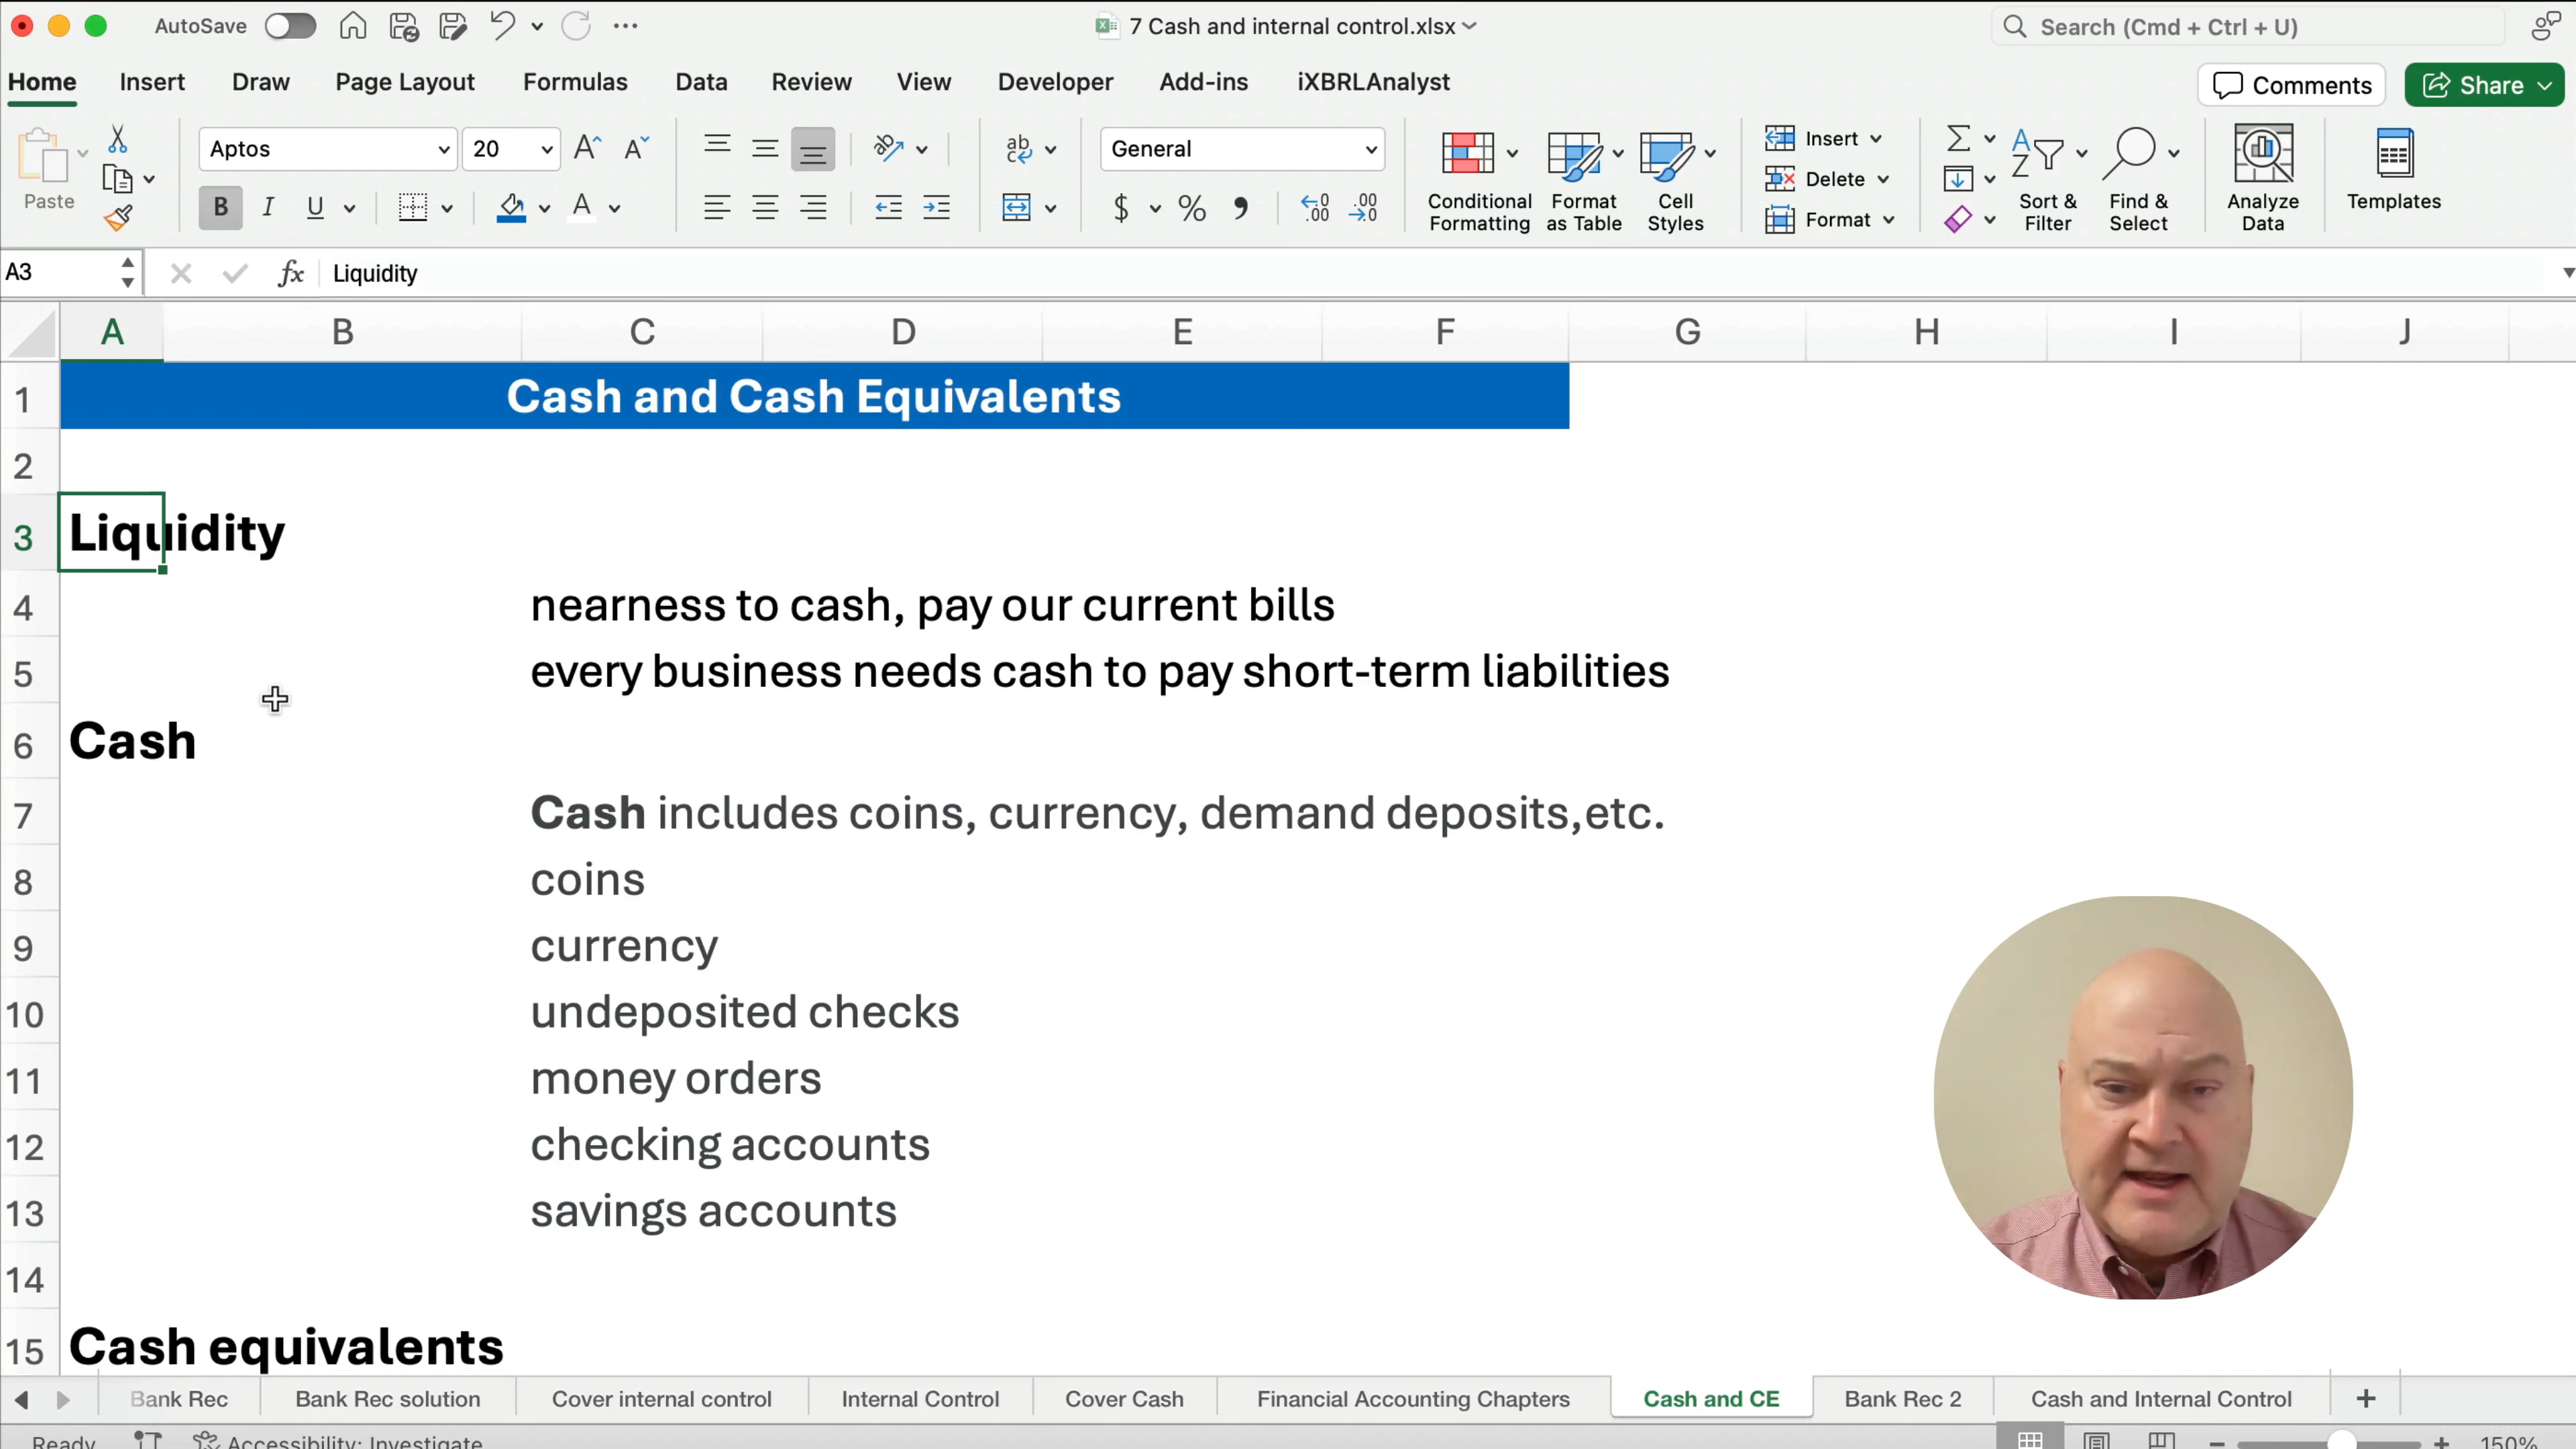 AutoSave
7 Cash and internal control.xlsx
Search (Cmd + Ctrl + U)
Home Insert Draw Page Layout Formulas Data Review View Developer Add-ins iXBRLAnalyst
Comments Share
Paste
Aptos 20
B I U
General
$ % 
Conditional Formatting
Format as Table
Cell Styles
Insert
Delete
Format
Sort & Filter
Find & Select
Analyze Data
Templates
A3 fx Liquidity
A B C D E F G H I J
1 Cash and Cash Equivalents
2
3 Liquidity
4 nearness to cash, pay our current bills
5 every business needs cash to pay short-term liabilities
6 Cash
7 Cash includes coins, currency, demand deposits,etc.
8 coins
9 currency
10 undeposited checks
11 money orders
12 checking accounts
13 savings accounts
14
15 Cash equivalents
Bank Rec Bank Rec solution Cover internal control Internal Control Cover Cash Financial Accounting Chapters Cash and CE Bank Rec 2 Cash and Internal Control
Ready Accessibility: Investigate 150%